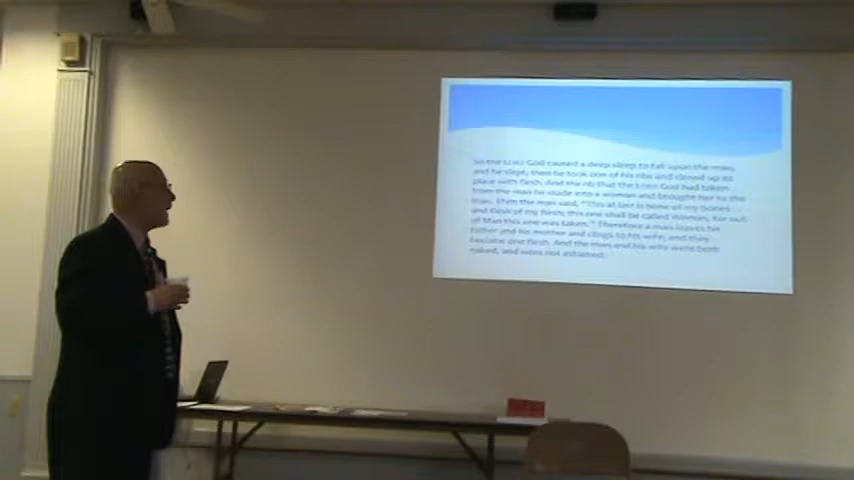 So the LORD God caused a deep sleep to fall upon the man,
and he slept; then he took one of his ribs and closed up its
place with flesh. And the rib that the LORD God had taken
from the man he made into a woman and brought her to the
man. Then the man said, "This at last is bone of my bones
and flesh of my flesh; this one shall be called Woman, for out
of Man this one was taken." Therefore a man leaves his
father and his mother and clings to his wife, and they
become one flesh. And the man and his wife were both
naked, and were not ashamed.